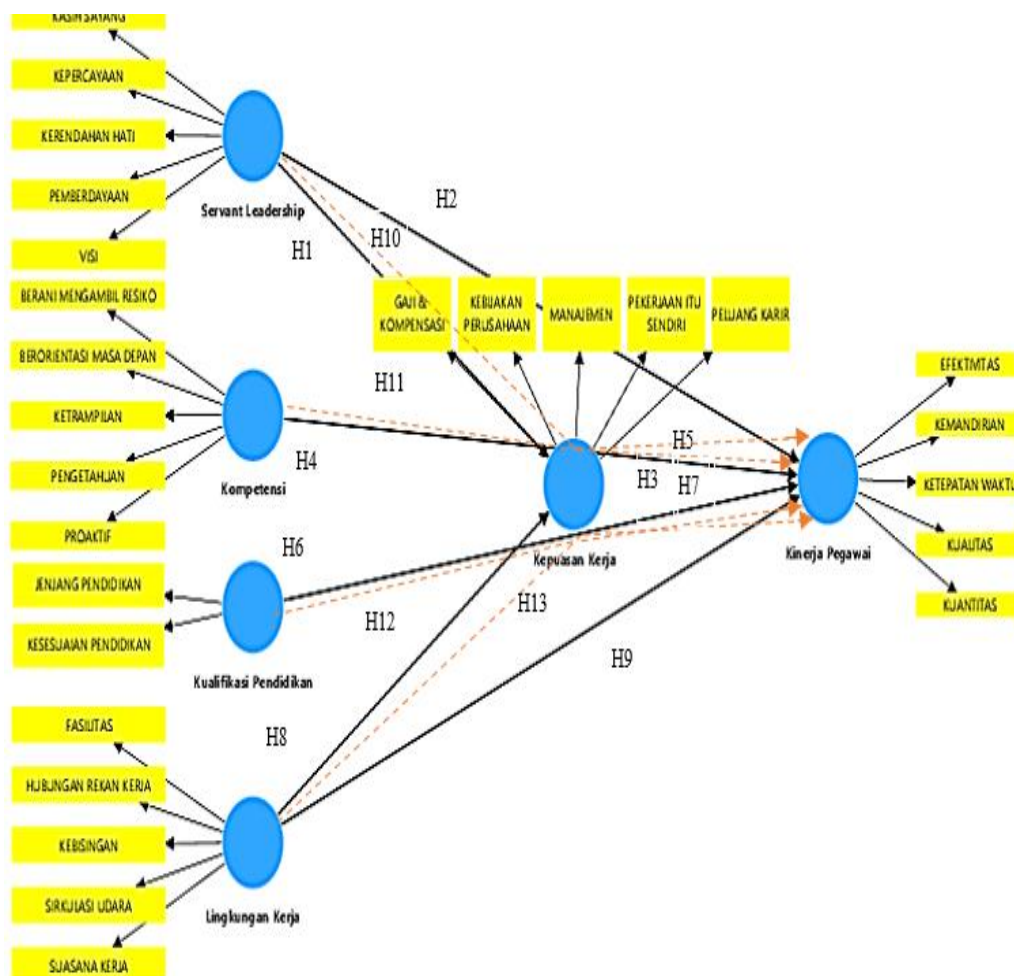 KASIH SAYANG
KEPERCAYAAN
KERENDAHAN HATI
PEMBERDAYAAN
VISI
Servant Leadership
BERANI MENGAMBIL RESIKO
BERORIENTASI MASA DEPAN
KETRAMPILAN
PENGETAHUAN
PROAKTIF
Kompetensi
JENJANG PENDIDIKAN
KESESUAIAN PENDIDIKAN
Kualifikasi Pendidikan
FASILITAS
HUBUNGAN REKAN KERJA
KEBISINGAN
SIRKULASI UDARA
SUASANA KERJA
Lingkungan Kerja
H1
H10
H2
H11
H4
H5
H3
H7
H6
H12
H13
H8
H9
GAJI &
KOMPENSASI
KEBIJAKAN
PERUSAHAAN
MANAJEMEN
PEKERJAAN ITU
SENDIRI
PELUANG KARIR
Kepuasan Kerja
EFEKTIVITAS
KEMANDIRIAN
KETEPATAN WAKTU
KUALITAS
KUANTITAS
Kinerja Pegawai